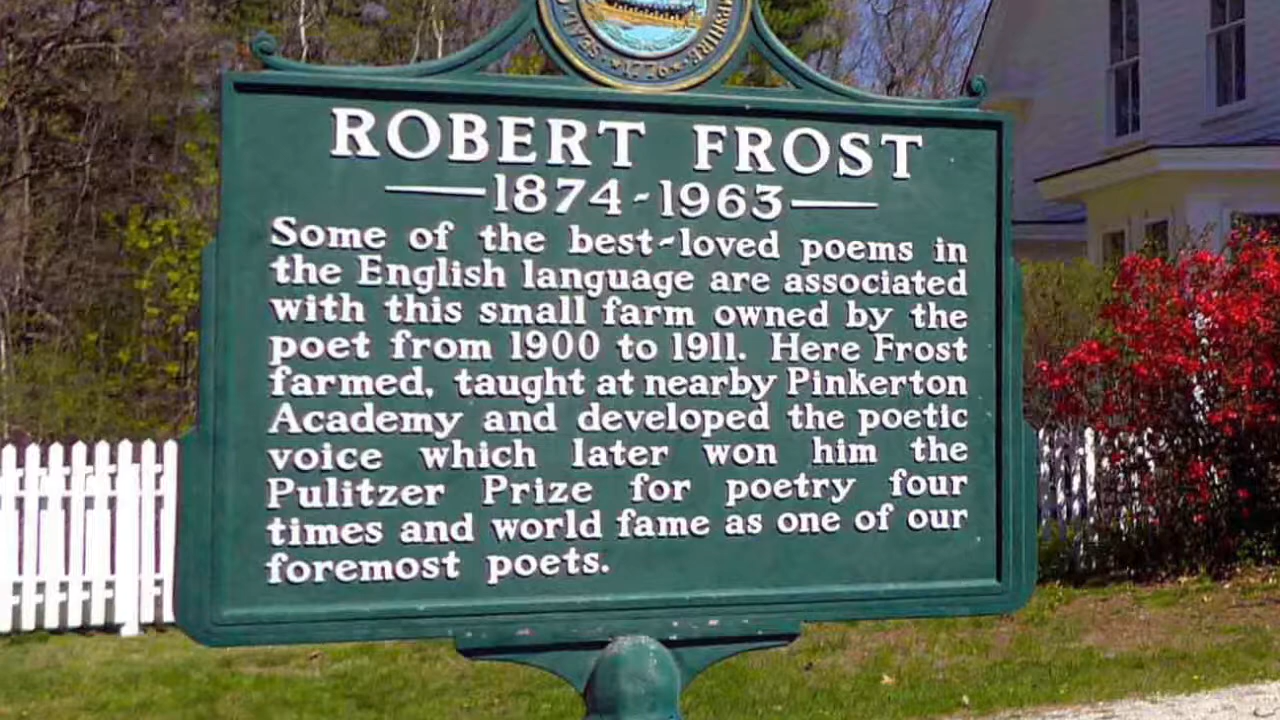 SEAL O
1776
PSHIRE
ROBERT FROST
1874-1963
Some of the best-loved poems in
the English language are associated
with this small farm owned by the
poet from 1900 to 1911. Here Frost
farmed, taught at nearby Pinkerton
Academy and developed the poetic
voice which later won him the
Pulitzer Prize for poetry four
times and world fame as one of our
foremost poets.